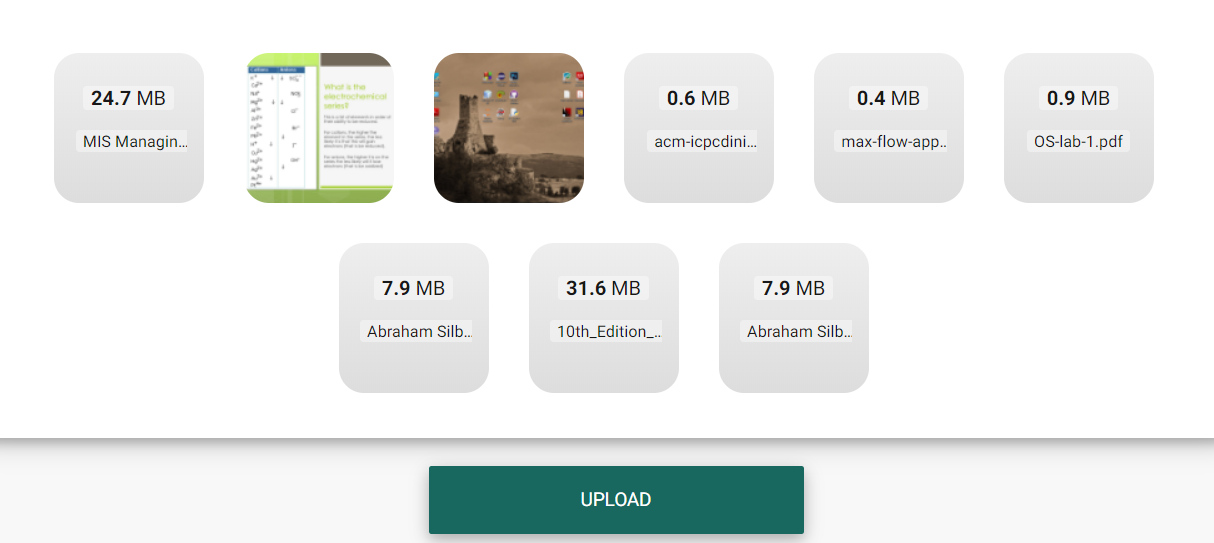 24.7 MB
MIS Managin...
What is the
electrochemical
series?
0.6 MB
acm-icpcdini...
0.4 MB
max-flow-app..
0.9 MB
OS-lab-1.pdf
7.9 MB
Abraham Silb...
31.6 MB
10th_Edition_...
7.9 MB
Abraham Silb...
UPLOAD